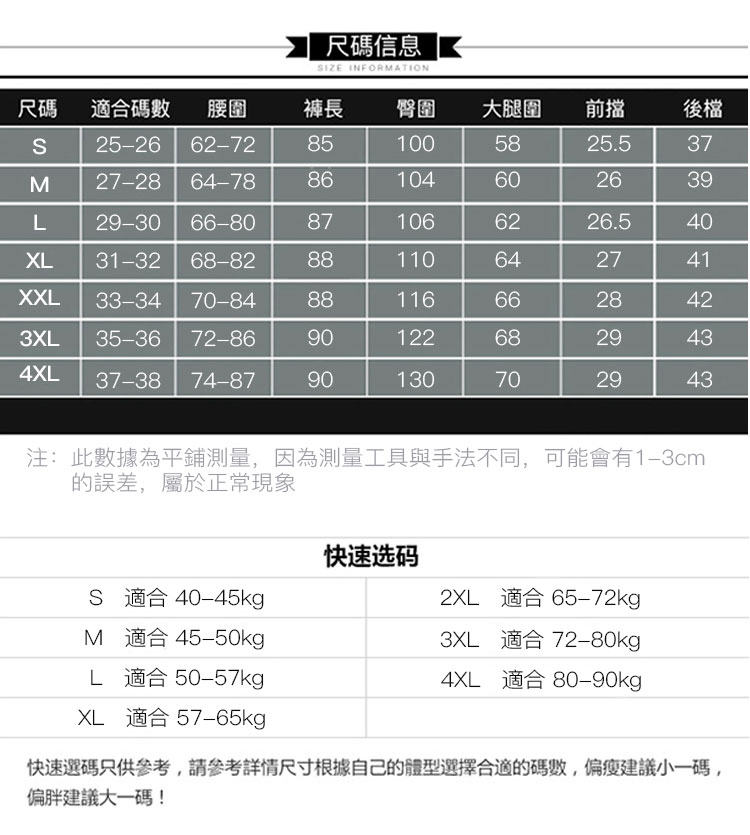 尺碼信息
SIZE INFORMATION
尺碼 適合碼數 腰圍 褲長 臀圍 大腿圍 前擋 後檔
S 25–26 62–72 85 100 58 25.5 37
M 27–28 64–78 86 104 60 26 39
L 29–30 66–80 87 106 62 26.5 40
XL 31–32 68–82 88 110 64 27 41
XXL 33–34 70–84 88 116 66 28 42
3XL 35–36 72–86 90 122 68 29 43
4XL 37–38 74–87 90 130 70 29 43
注：此數據為平鋪測量，因為測量工具與手法不同，可能會有1–3cm
的誤差，屬於正常現象
快速选码
S 適合 40–45kg 2XL 適合 65–72kg
M 適合 45–50kg 3XL 適合 72–80kg
L 適合 50–57kg 4XL 適合 80–90kg
XL 適合 57–65kg
快速選碼只供參考，請參考詳情尺寸根據自己的體型選擇合適的碼數，偏瘦建議小一碼，
偏胖建議大一碼！